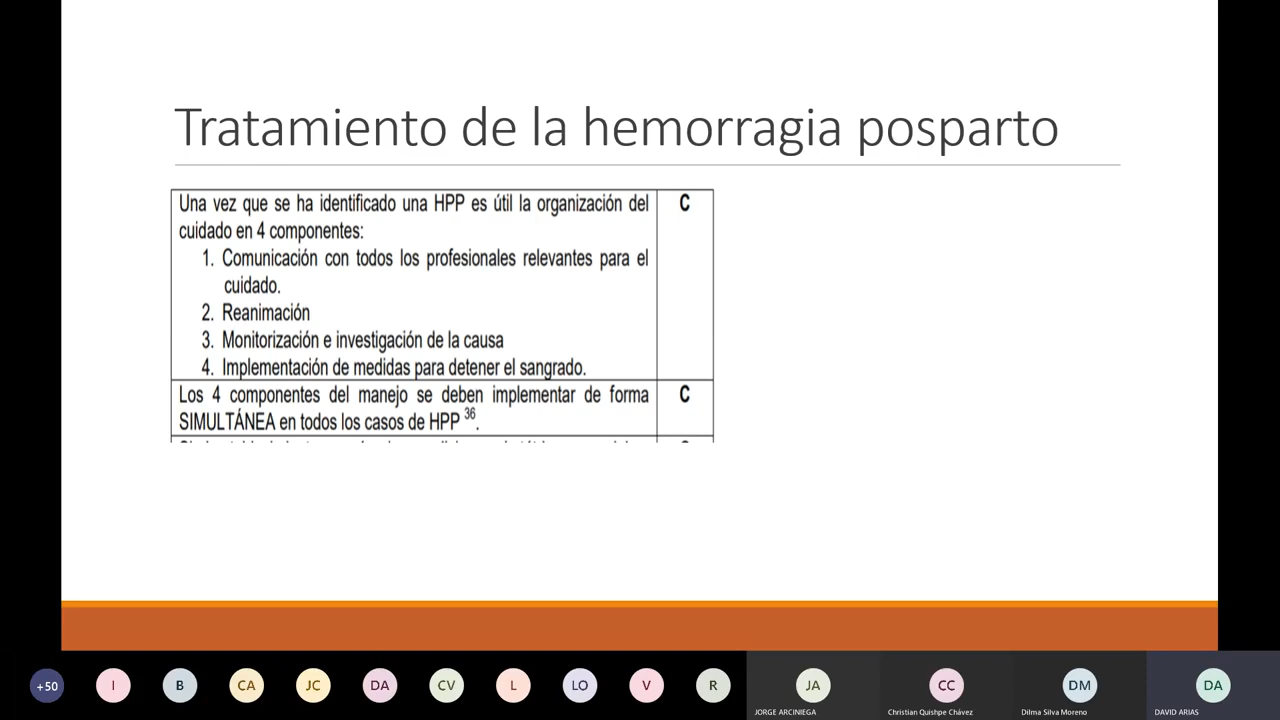 Tratamiento de la hemorragia posparto
Una vez que se ha identificado una HPP es útil la organización del
cuidado en 4 componentes:
1. Comunicación con todos los profesionales relevantes para el
cuidado.
2. Reanimación
3. Monitorización e investigación de la causa
4. Implementación de medidas para detener el sangrado.
C
Los 4 componentes del manejo se deben implementar de forma
SIMULTÁNEA en todos los casos de HPP 36.
C
+50
I
B
CA
JC
DA
CV
L
LO
V
R
JA
JORGE ARCINIEGA
CC
Christian Quishpe Chávez
DM
Dilma Silva Moreno
DA
DAVID ARIAS